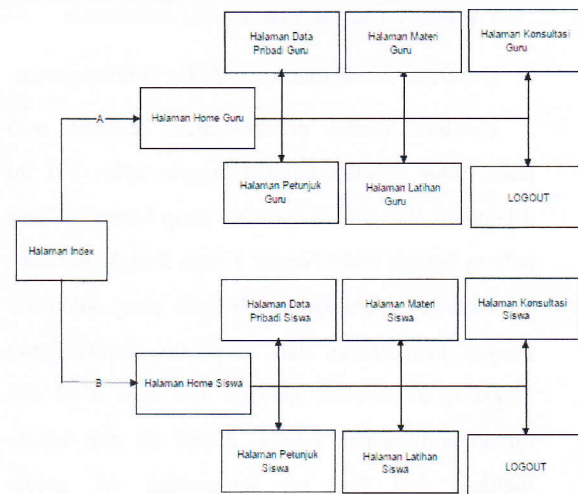 Halaman Data
Pribadi Guru
Halaman Materi
Guru
Halaman Konsultasi
Guru
A
Halaman Home Guru
Halaman Petunjuk
Guru
Halaman Latihan
Guru
LOGOUT
Halaman Index
Halaman Data
Pribadi Siswa
Halaman Materi
Siswa
Halaman Konsultasi
Siswa
B
Halaman Home Siswa
Halaman Petunjuk
Siswa
Halaman Latihan
Siswa
LOGOUT